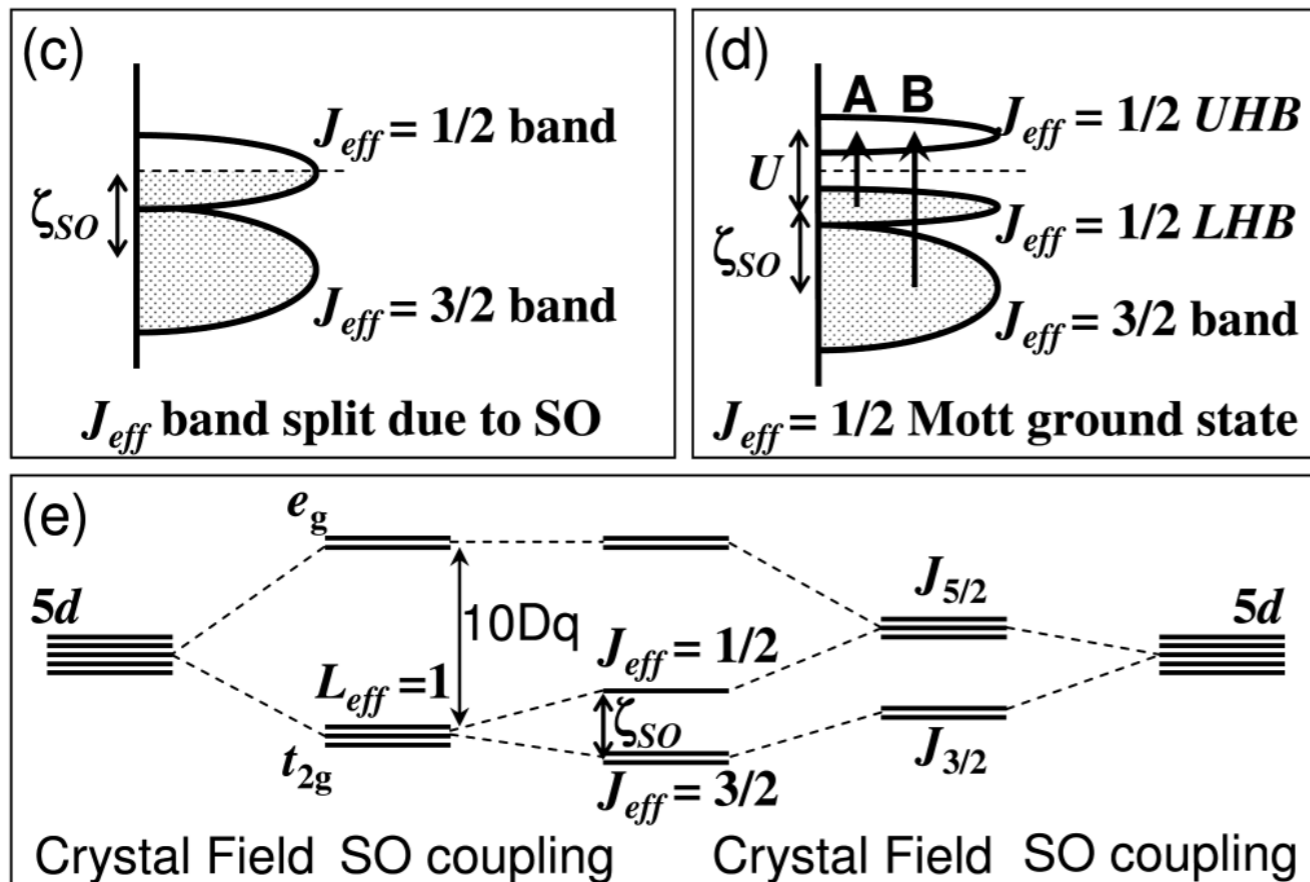 (c)
J_eff = 1/2 band
ζ_SO
J_eff = 3/2 band
J_eff band split due to SO
(d)
A B
J_eff = 1/2 UHB
U
J_eff = 1/2 LHB
ζ_SO
J_eff = 3/2 band
J_eff = 1/2 Mott ground state
(e)
e_g
5d
10Dq
L_eff =1
t_2g
J_eff = 1/2
ζ_SO
J_eff = 3/2
J_5/2
J_3/2
5d
Crystal Field SO coupling Crystal Field SO coupling